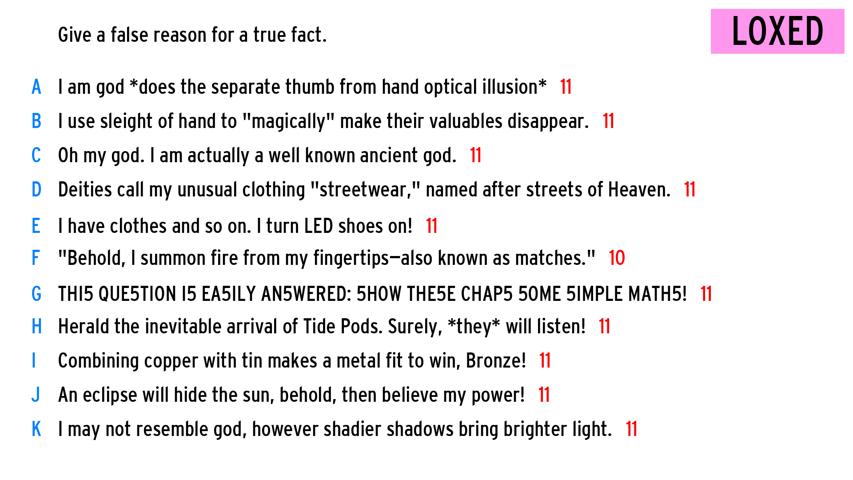 Give a false reason for a true fact.
LOXED
A I am god *does the separate thumb from hand optical illusion* 11
B I use sleight of hand to "magically" make their valuables disappear. 11
C Oh my god. I am actually a well known ancient god. 11
D Deities call my unusual clothing "streetwear," named after streets of Heaven. 11
E I have clothes and so on. I turn LED shoes on! 11
F "Behold, I summon fire from my fingertips—also known as matches." 10
G THI5 QUE5TION I5 EA5ILY AN5WERED: 5HOW THE5E CHAP5 5OME 5IMPLE MATH5! 11
H Herald the inevitable arrival of Tide Pods. Surely, *they* will listen! 11
I Combining copper with tin makes a metal fit to win, Bronze! 11
J An eclipse will hide the sun, behold, then believe my power! 11
K I may not resemble god, however shadier shadows bring brighter light. 11